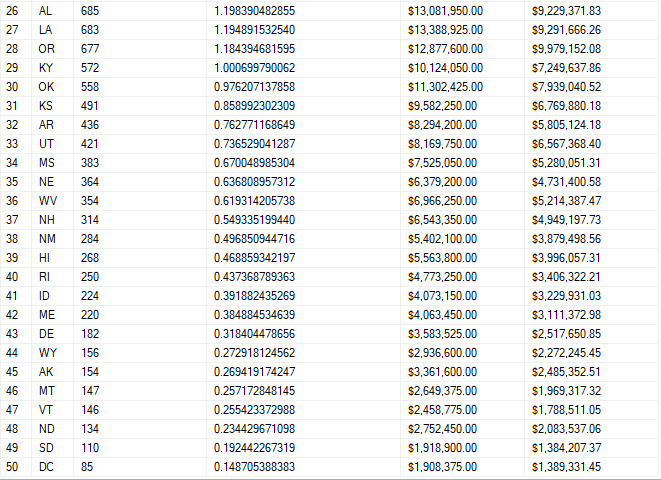 26 AL 685 1.198390482855 $13,081,950.00 $9,229,371.83
27 LA 683 1.194891532540 $13,388,925.00 $9,291,666.26
28 OR 677 1.184394681595 $12,877,600.00 $9,979,152.08
29 KY 572 1.000699790062 $10,124,050.00 $7,249,637.86
30 OK 558 0.976207137858 $11,302,425.00 $7,939,040.52
31 KS 491 0.858992302309 $9,582,250.00 $6,769,880.18
32 AR 436 0.762771168649 $8,294,200.00 $5,805,124.18
33 UT 421 0.736529041287 $8,169,750.00 $6,567,368.40
34 MS 383 0.670048985304 $7,525,050.00 $5,280,051.31
35 NE 364 0.636808957312 $6,379,200.00 $4,731,400.58
36 WV 354 0.619314205738 $6,966,250.00 $5,214,387.47
37 NH 314 0.549335199440 $6,543,350.00 $4,949,197.73
38 NM 284 0.496850944716 $5,402,100.00 $3,879,498.56
39 HI 268 0.468859342197 $5,563,800.00 $3,996,057.31
40 RI 250 0.437368789363 $4,773,250.00 $3,406,322.21
41 ID 224 0.391882435269 $4,073,150.00 $3,229,931.03
42 ME 220 0.384884534639 $4,063,450.00 $3,111,372.98
43 DE 182 0.318404478656 $3,583,525.00 $2,517,650.85
44 WY 156 0.272918124562 $2,936,600.00 $2,272,245.45
45 AK 154 0.269419174247 $3,361,600.00 $2,485,352.51
46 MT 147 0.257172848145 $2,649,375.00 $1,969,317.32
47 VT 146 0.255423372988 $2,458,775.00 $1,788,511.05
48 ND 134 0.234429671098 $2,752,450.00 $2,083,537.06
49 SD 110 0.192442267319 $1,918,900.00 $1,384,207.37
50 DC 85 0.148705388383 $1,908,375.00 $1,389,331.45